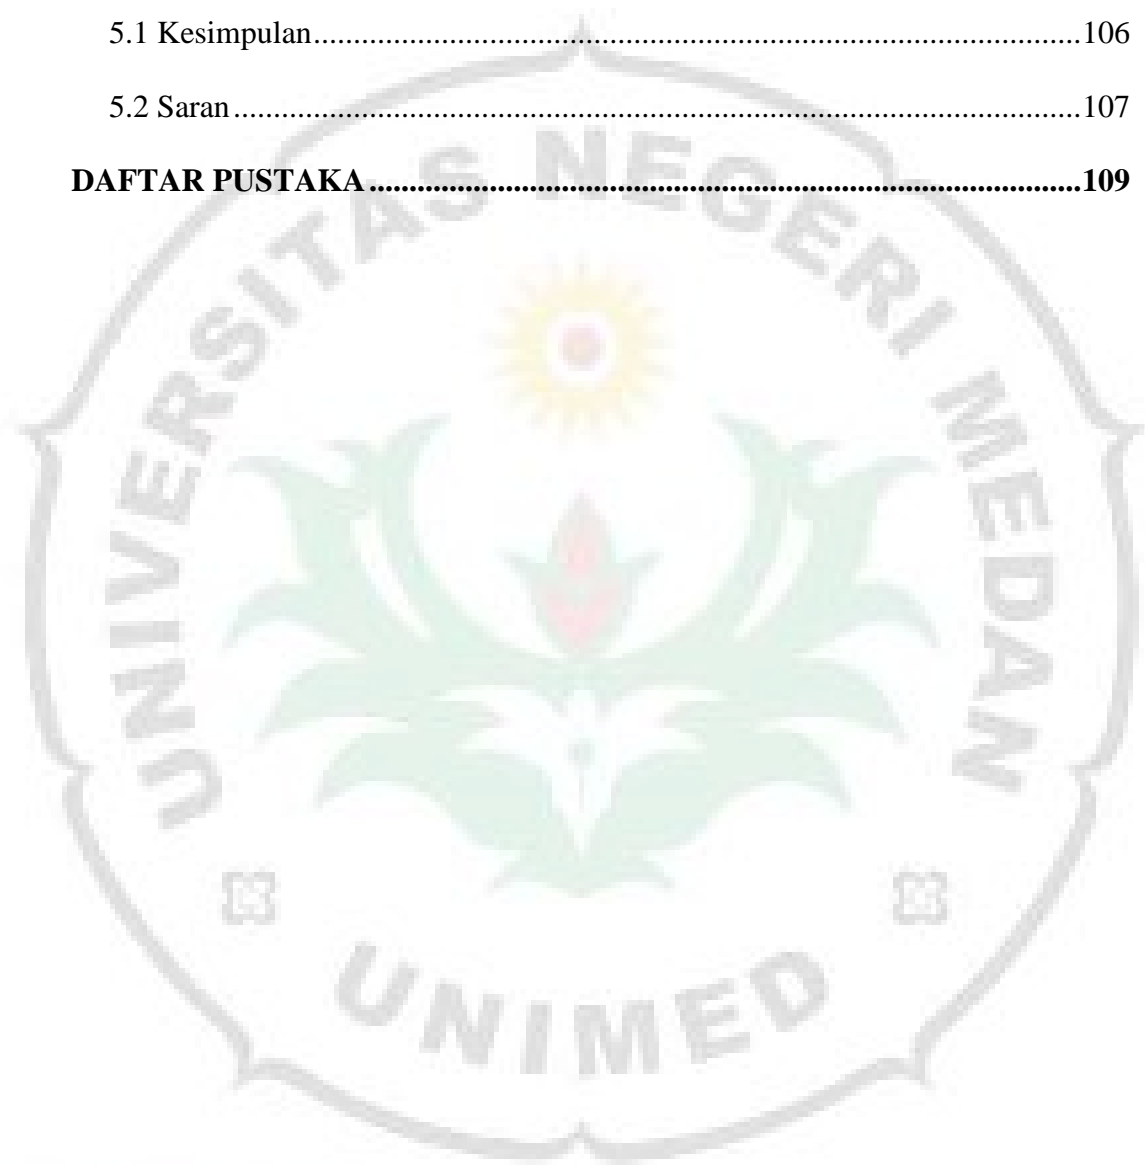 5.1 Kesimpulan................................................................................................106
5.2 Saran..........................................................................................................107
DAFTAR PUSTAKA.........................................................................................109
UNIVERSITAS NEGERI MEDAN
UNIMED